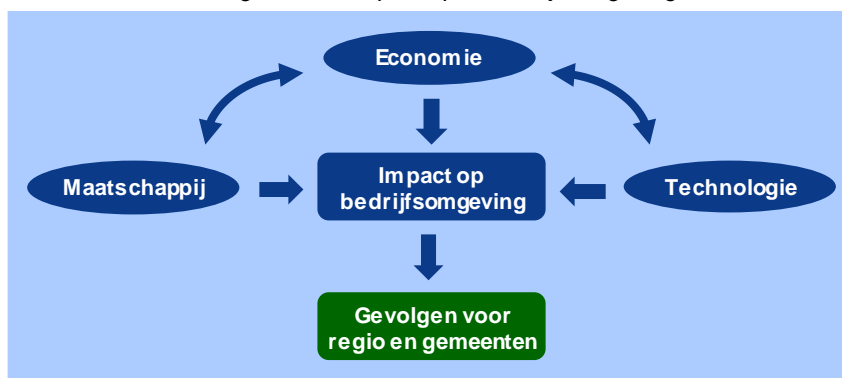 Economie
Maatschappij
Impact op
bedrijfsomgeving
Technologie
Gevolgen voor
regio en gemeenten